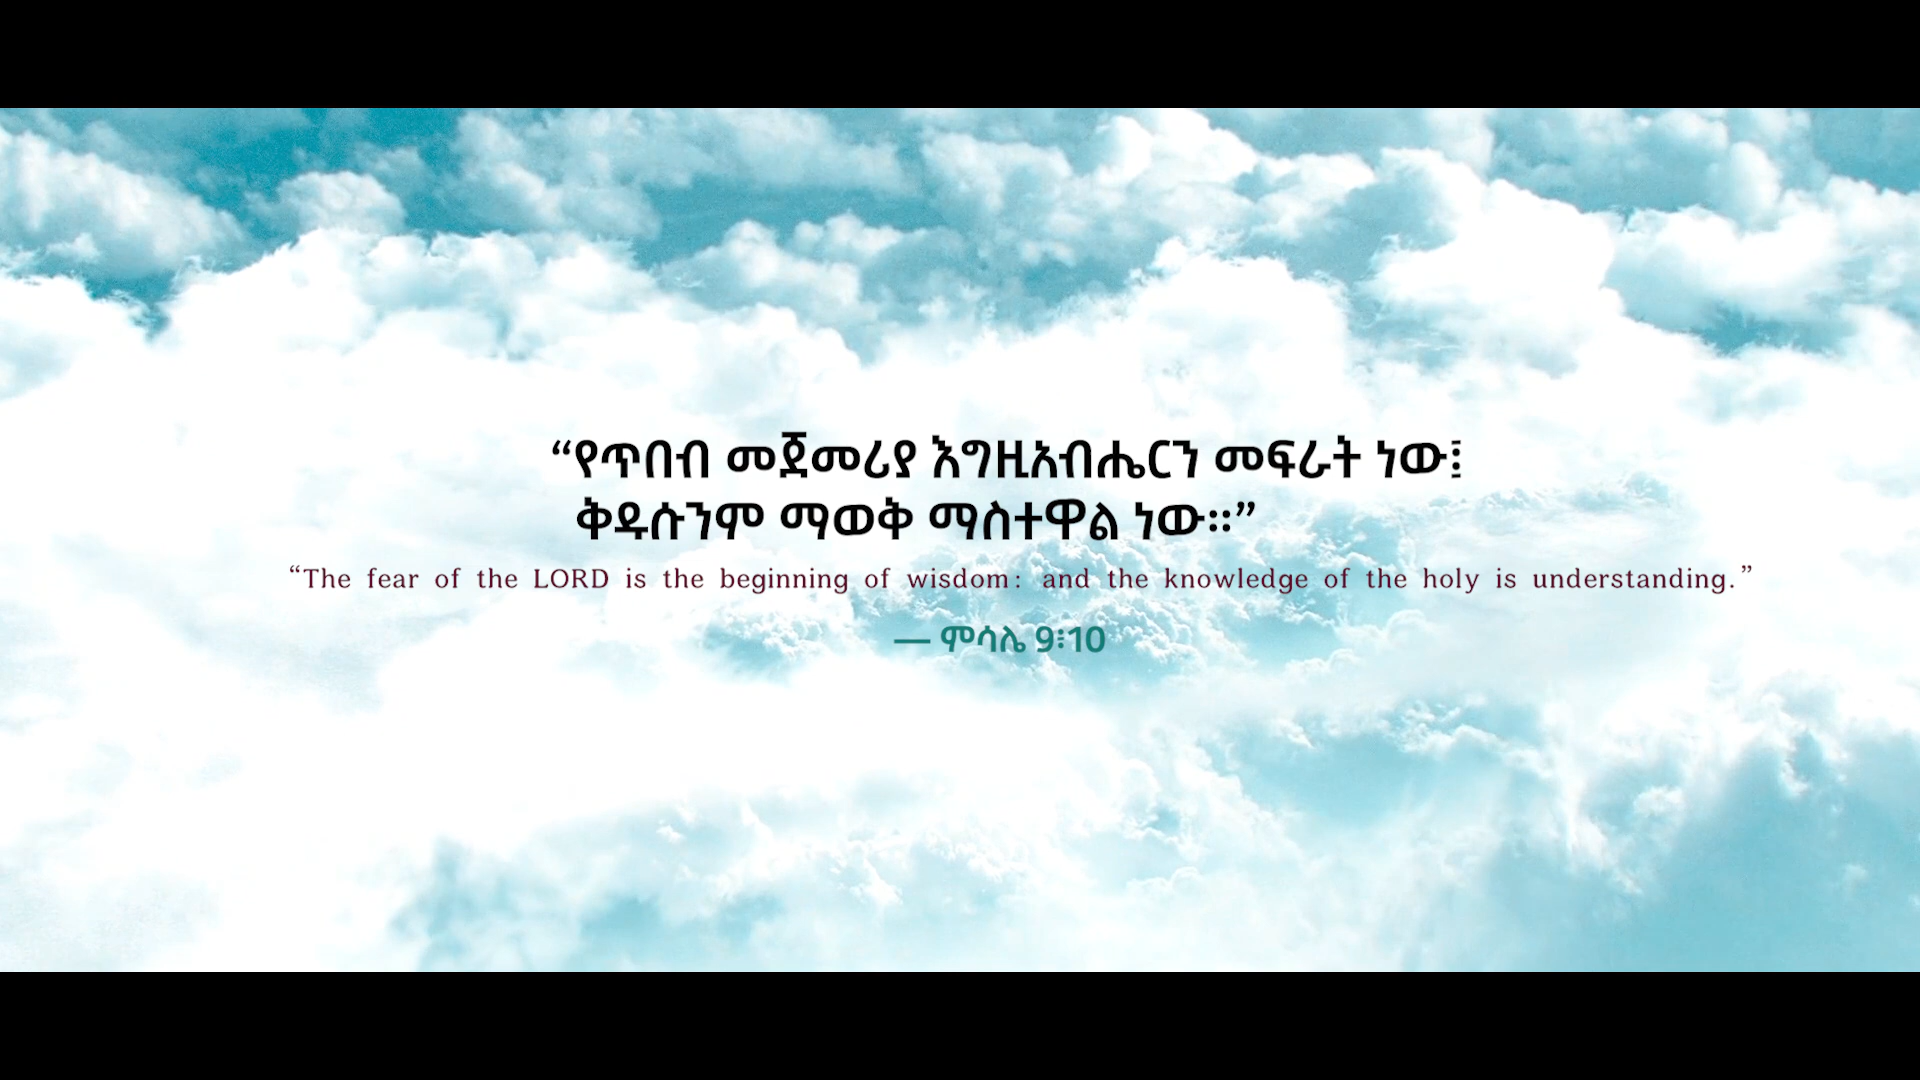 “የጥበብ መጀመሪያ እግዚአብሔርን መፍራት ነው፤
ቅዱሱንም ማወቅ ማስተዋል ነው።”
“The fear of the LORD is the beginning of wisdom: and the knowledge of the holy is understanding.”
— ምሳሌ 9፥10